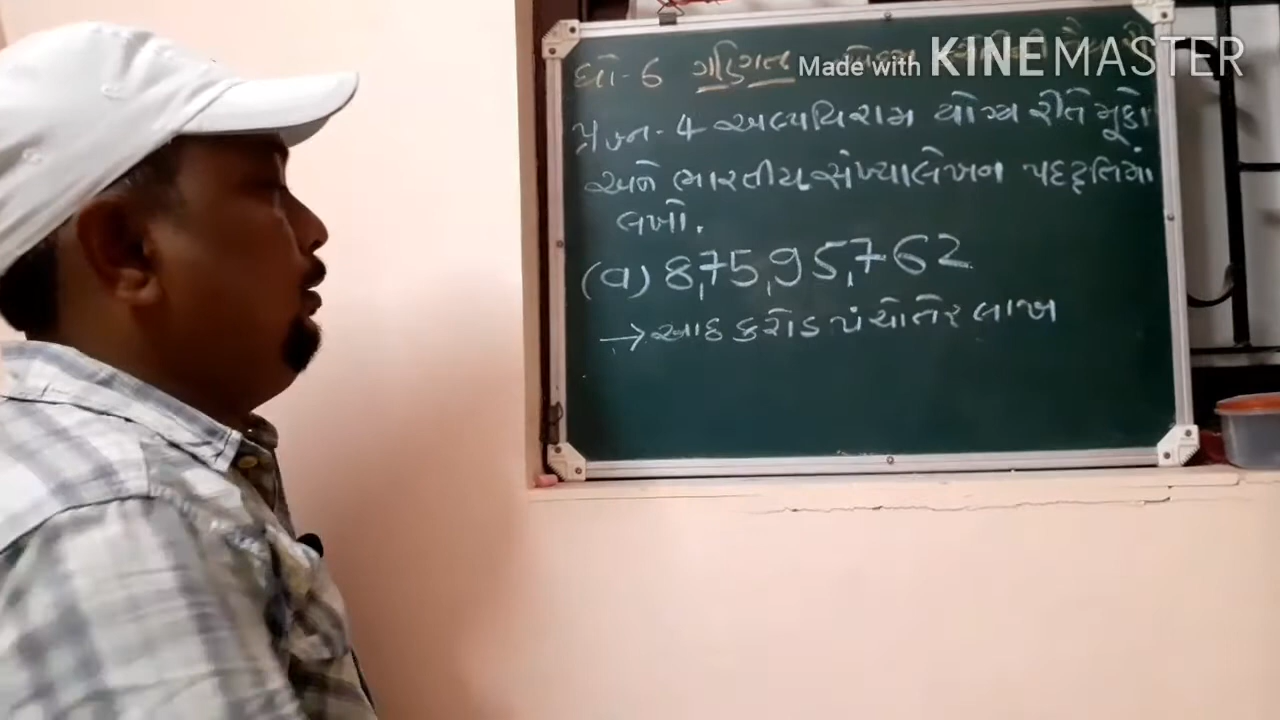 Made with KINEMASTER
ધો-6 ગણિત
પ્રશ્ન-4 અલ્પવિરામ યોગ્ય રીતે મૂકો
અને ભારતીય સંખ્યાલેખન પદ્દતિમાં
લખો.
(a) 8,75,95,762
→ આઠ કરોડ પંચોતેર લાખ